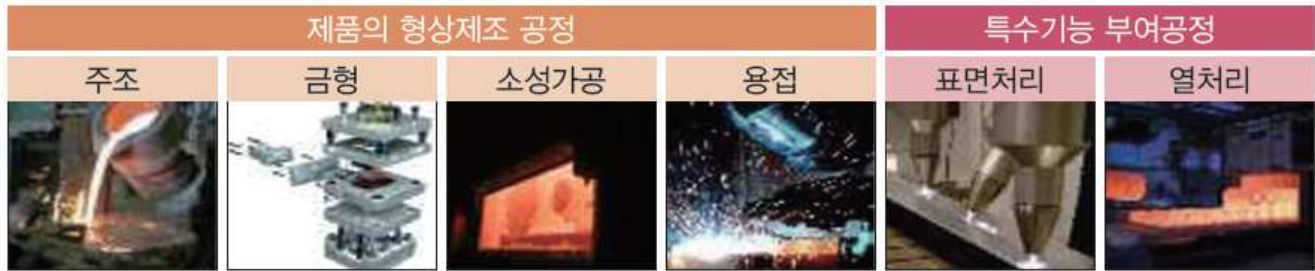 제품의 형상제조 공정
특수기능 부여공정
주조
금형
소성가공
용접
표면처리
열처리